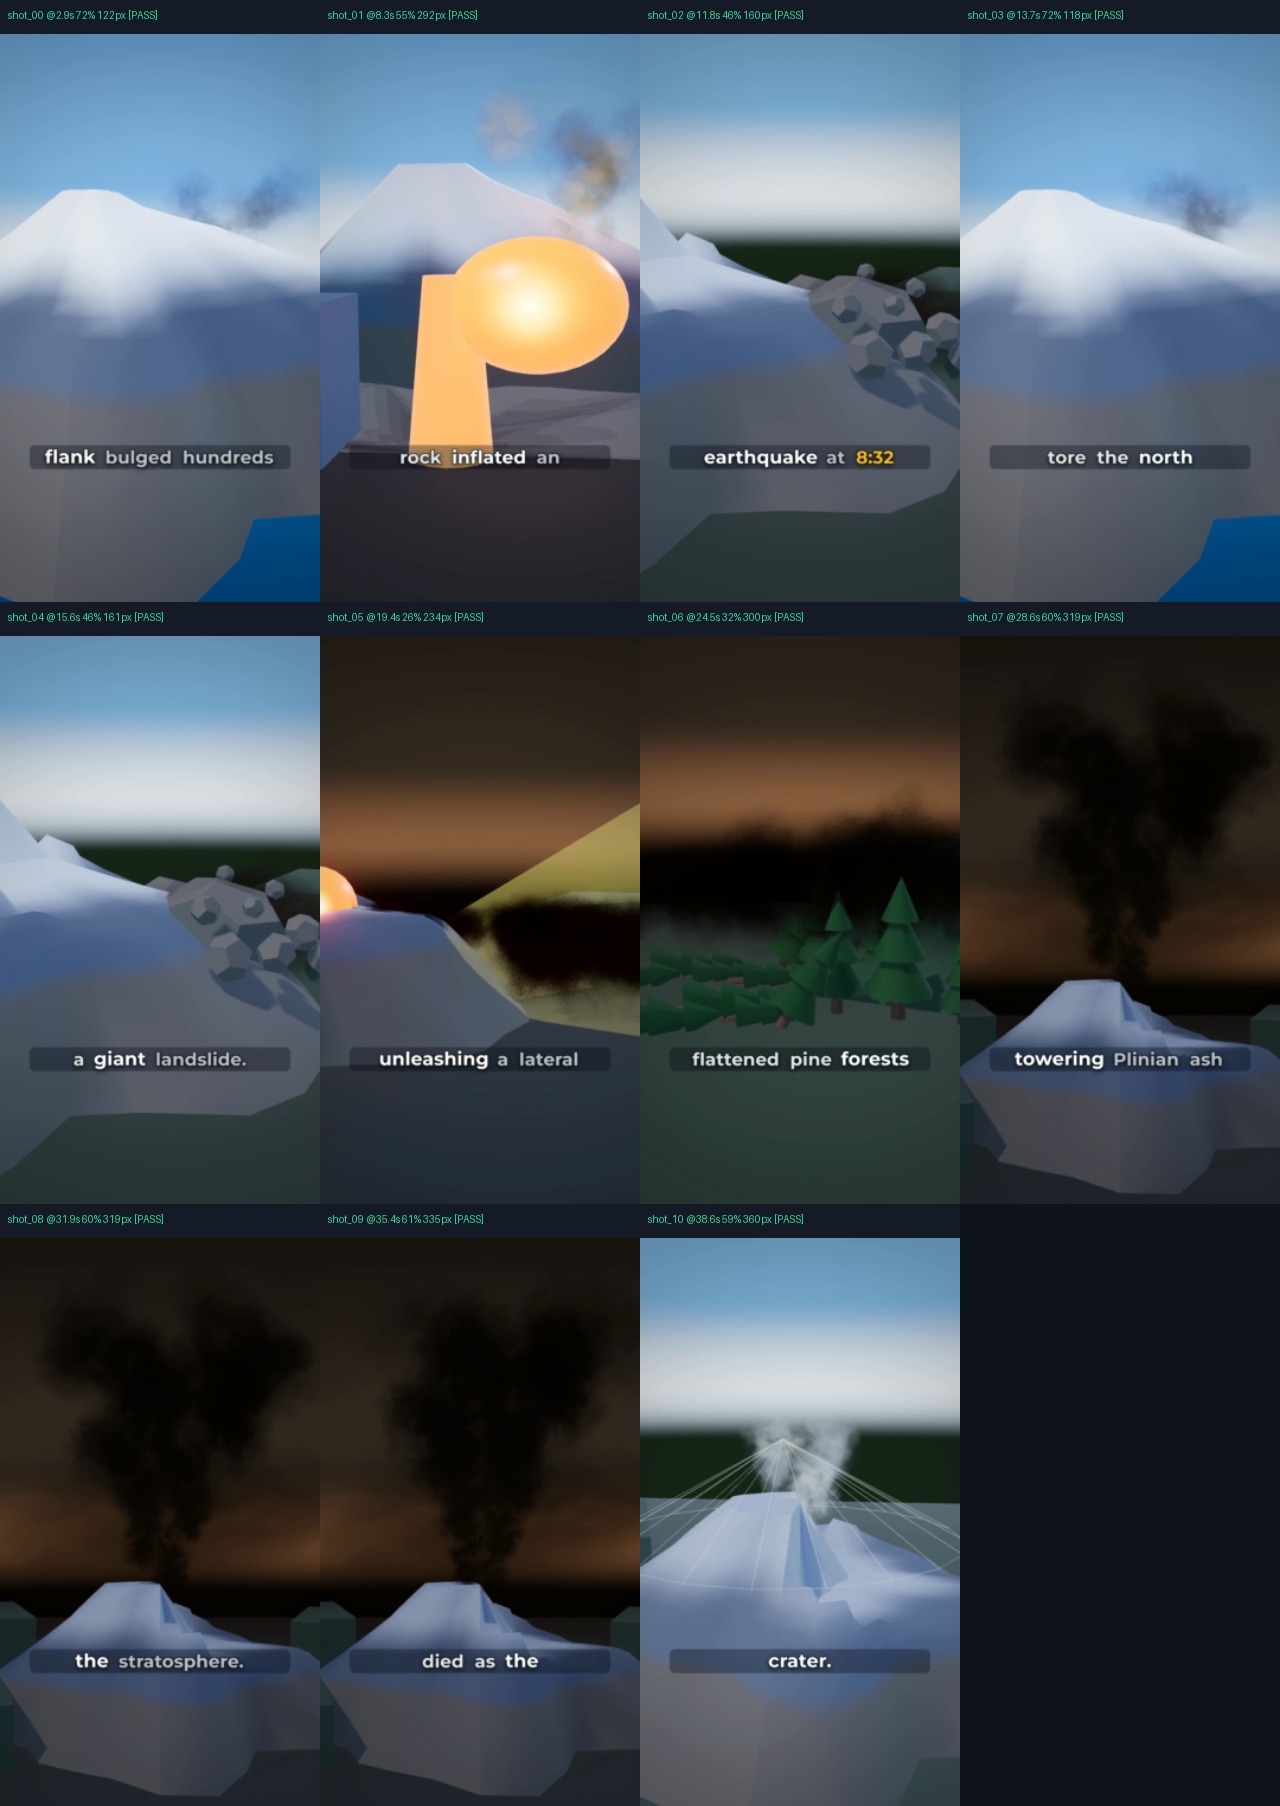 shot_00 @2.9s 72% 122px [PASS]
shot_01 @8.3s 55% 292px [PASS]
shot_02 @11.8s 46% 160px [PASS]
shot_03 @13.7s 72% 118px [PASS]
flank bulged hundreds
rock inflated an
earthquake at 8:32
tore the north
shot_04 @15.6s 46% 161px [PASS]
shot_05 @19.4s 26% 234px [PASS]
shot_06 @24.5s 32% 300px [PASS]
shot_07 @28.6s 60% 319px [PASS]
a giant landslide.
unleashing a lateral
flattened pine forests
towering Plinian ash
shot_08 @31.9s 60% 319px [PASS]
shot_09 @35.4s 61% 335px [PASS]
shot_10 @38.6s 59% 360px [PASS]
the stratosphere.
died as the
crater.